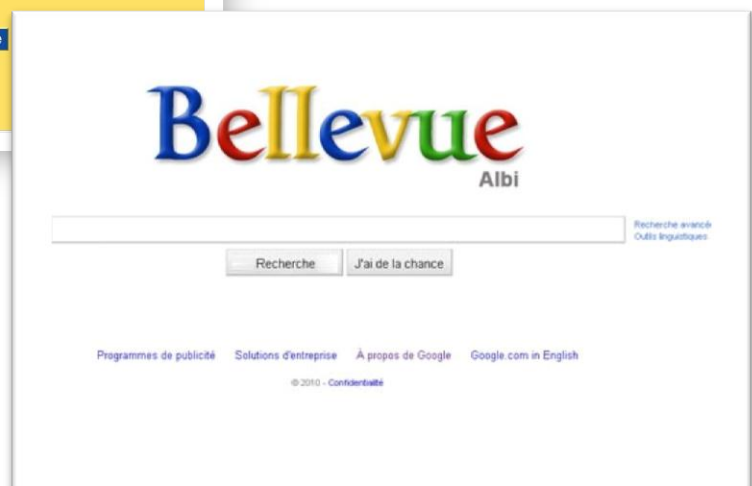 Bellevue
Albi
Recherche avancé
Outils linguistiques
Recherche
J'ai de la chance
Programmes de publicité Solutions d'entreprise À propos de Google Google.com in English
© 2010 - Confidentialité